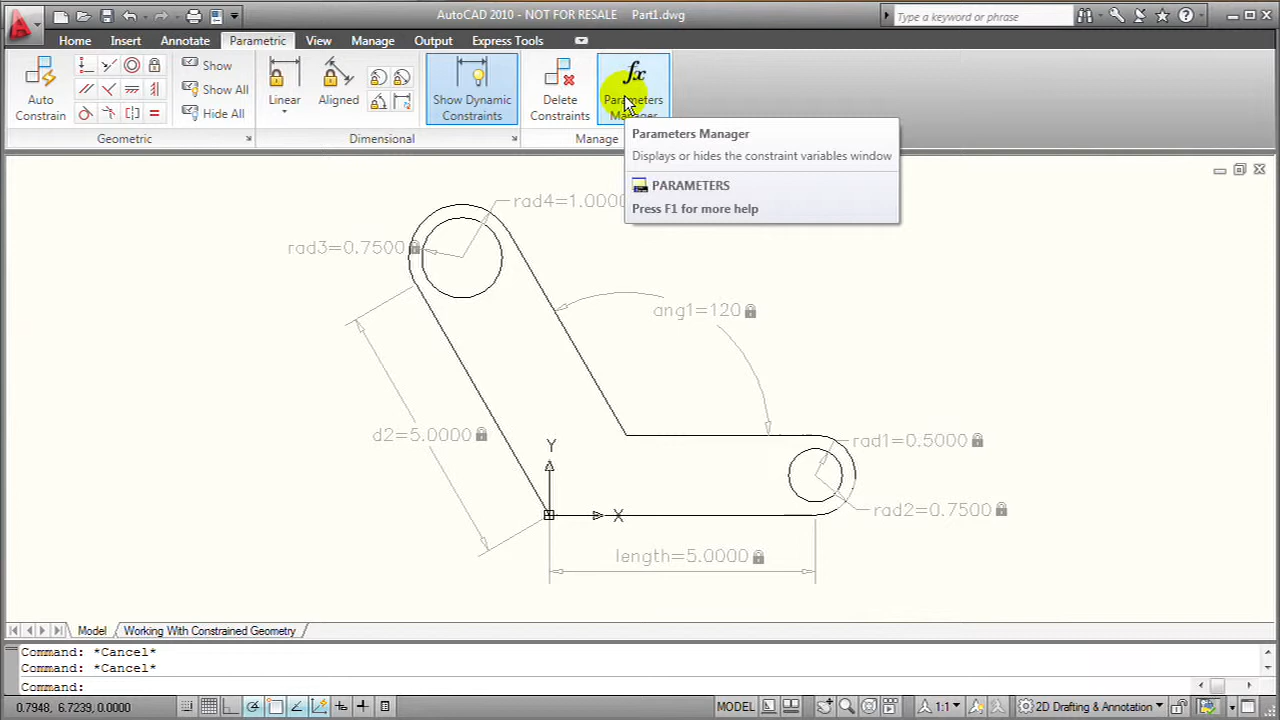 AutoCAD 2010 - NOT FOR RESALE Part1.dwg
Type a keyword or phrase
Home Insert Annotate Parametric View Manage Output Express Tools
Auto Constrain
Show
Show All
Hide All
Geometric
Linear
Aligned
Show Dynamic Constraints
Dimensional
Delete Constraints
fx
Parameters Manager
Manage
Parameters Manager
Displays or hides the constraint variables window
PARAMETERS
Press F1 for more help
rad4=1.000
rad3=0.7500
ang1=120
d2=5.0000
Y
rad1=0.5000
X
rad2=0.7500
length=5.0000
Model Working With Constrained Geometry
Command: *Cancel*
Command: *Cancel*
Command:
0.7948, 6.7239, 0.0000
MODEL
1:1
2D Drafting & Annotation